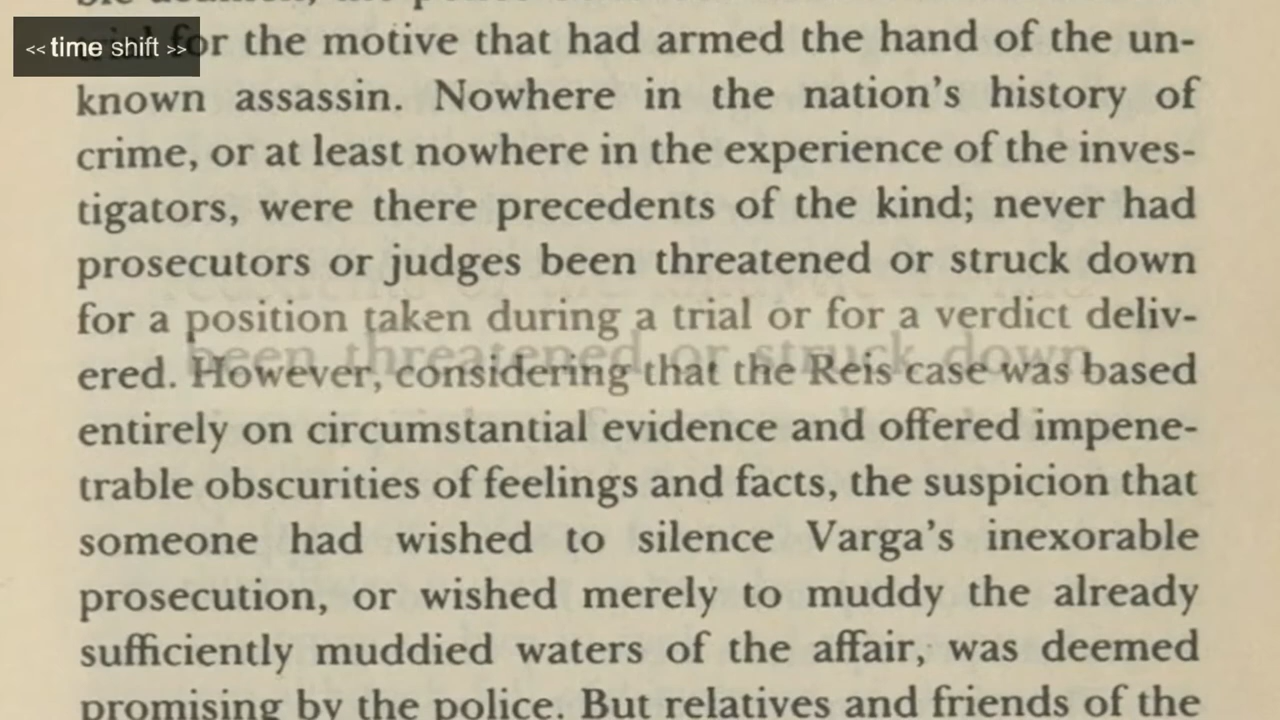 << time shift >>
trial for the motive that had armed the hand of the un-
known assassin. Nowhere in the nation's history of
crime, or at least nowhere in the experience of the inves-
tigators, were there precedents of the kind; never had
prosecutors or judges been threatened or struck down
for a position taken during a trial or for a verdict deliv-
been threatened or struck down
ered. However, considering that the Reis case was based
entirely on circumstantial evidence and offered impene-
trable obscurities of feelings and facts, the suspicion that
someone had wished to silence Varga's inexorable
prosecution, or wished merely to muddy the already
sufficiently muddied waters of the affair, was deemed
promising by the police. But relatives and friends of the